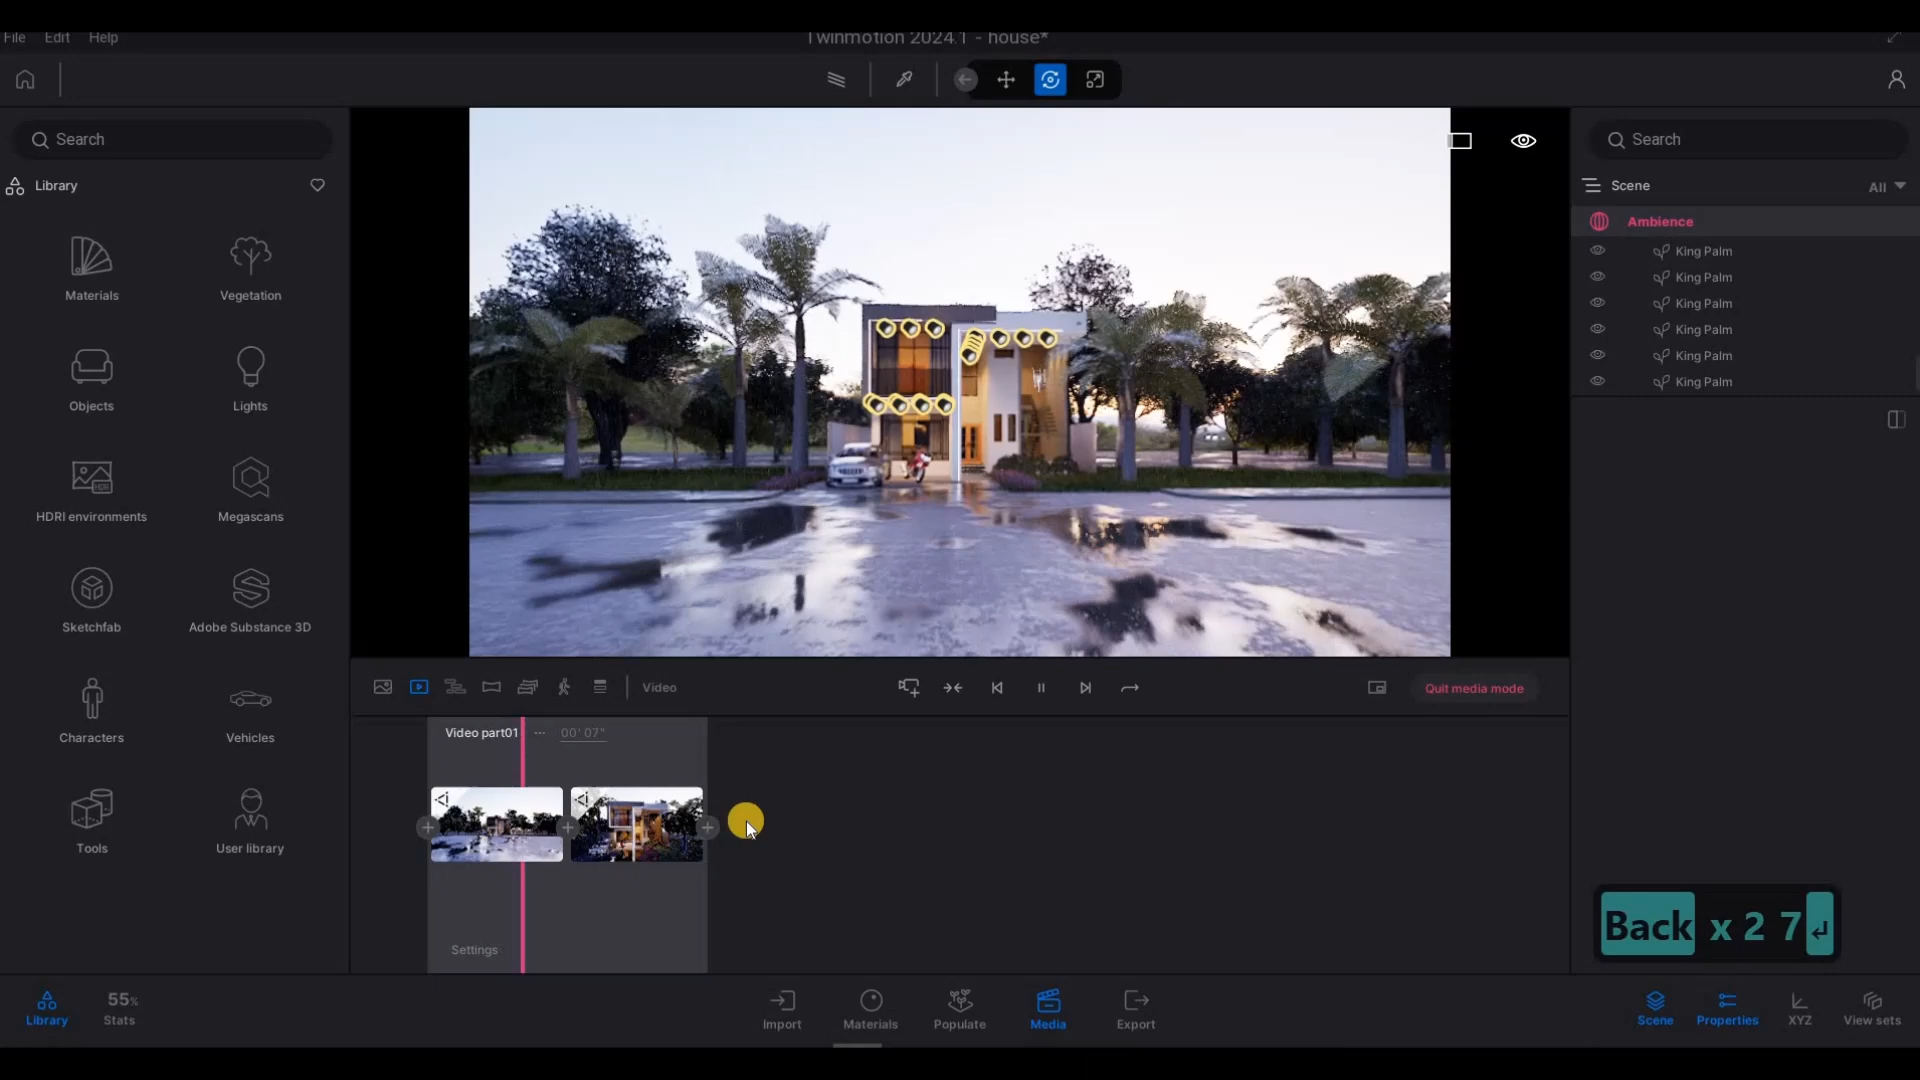 File Edit Help
Twinmotion 2024.1 - house*
Search
Library
Materials
Vegetation
Objects
Lights
HDRI environments
Megascans
Sketchfab
Adobe Substance 3D
Characters
Vehicles
Tools
User library
Search
Scene
All
Ambience
King Palm
King Palm
King Palm
King Palm
King Palm
King Palm
Video
Quit media mode
Video part01 ... 00' 07"
Settings
Back x 2 7 ↵
Library
55%
Stats
Import
Materials
Populate
Media
Export
Scene
Properties
XYZ
View sets